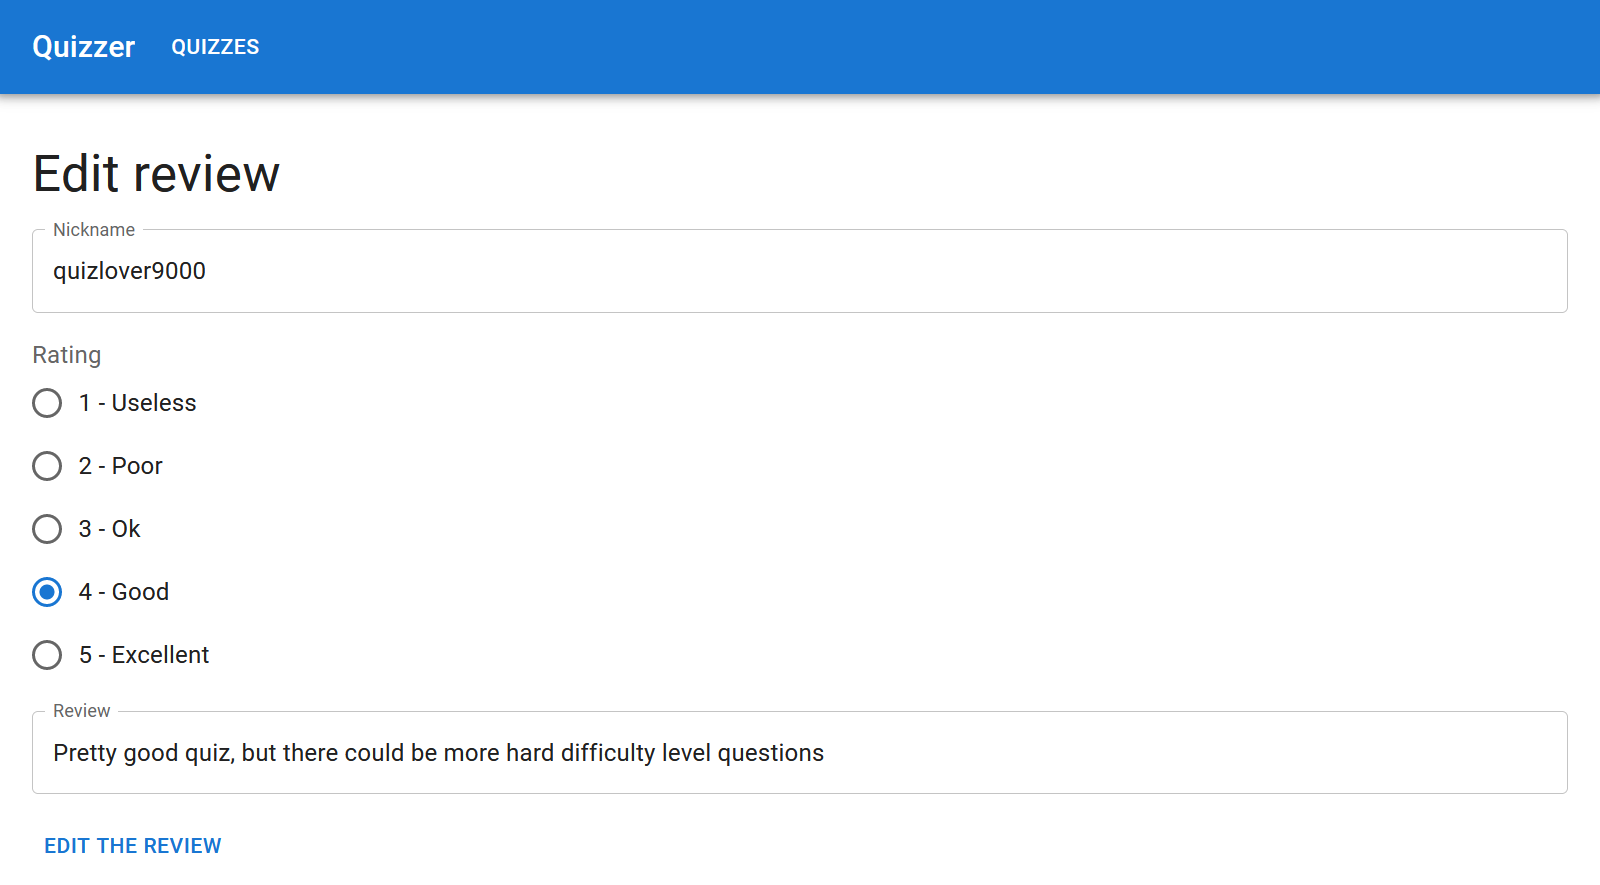 Quizzer QUIZZES
Edit review
Nickname
quizlover9000
Rating
1 - Useless
2 - Poor
3 - Ok
4 - Good
5 - Excellent
Review
Pretty good quiz, but there could be more hard difficulty level questions
EDIT THE REVIEW